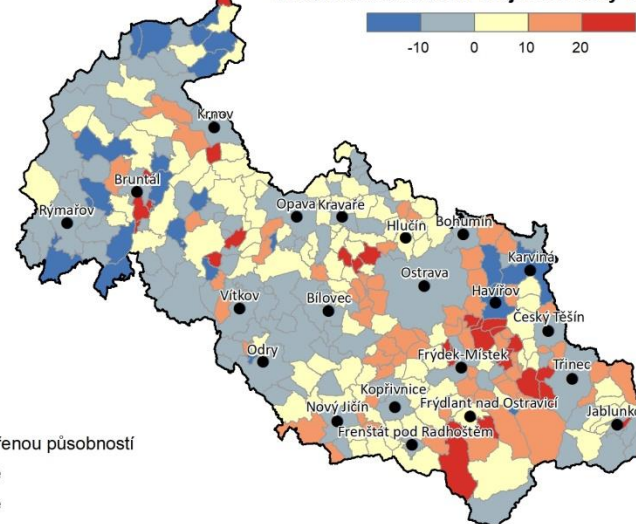 -10 0 10 20
Krnov
Bruntál
Rýmařov
Opava Kravaře
Hlučín
Bohumín
Karviná
Ostrava
Havířov
Vítkov
Bílovec
Český Těšín
Odry
Frýdek-Místek
Třinec
Kopřivnice
Frýdlant nad Ostravicí
Nový Jičín
Jablunko
Frenštát pod Radhoštěm
řenou působností